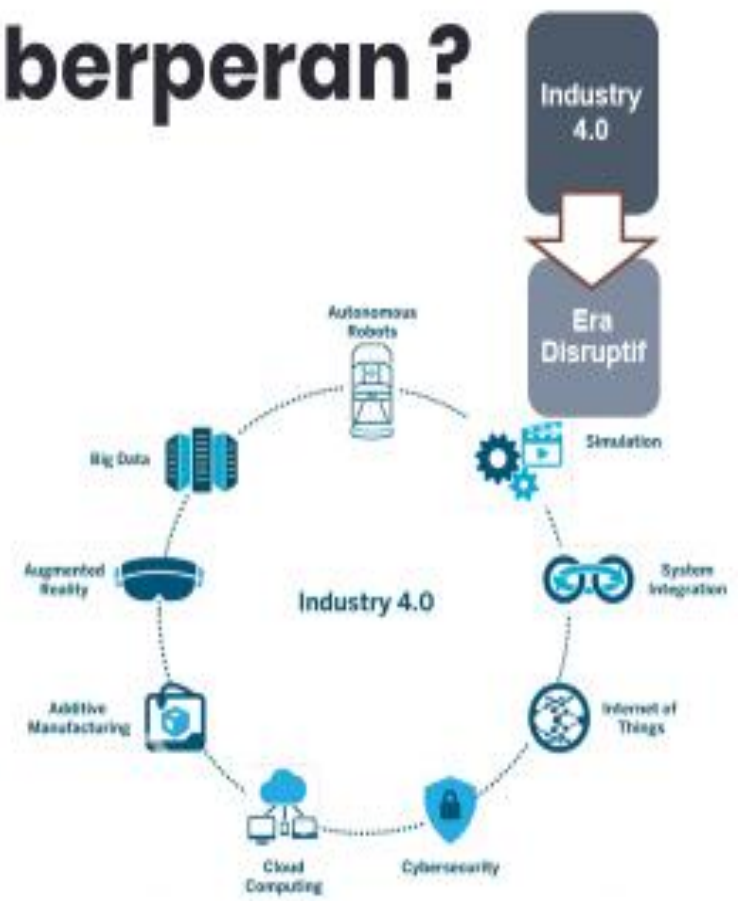 berperan ?
Industry
4.0
Era
Disruptif
Autonomous
Robots
Simulation
Big Data
System
Integration
Augmented
Reality
Industry 4.0
Internet of
Things
Additive
Manufacturing
Cybersecurity
Cloud
Computing